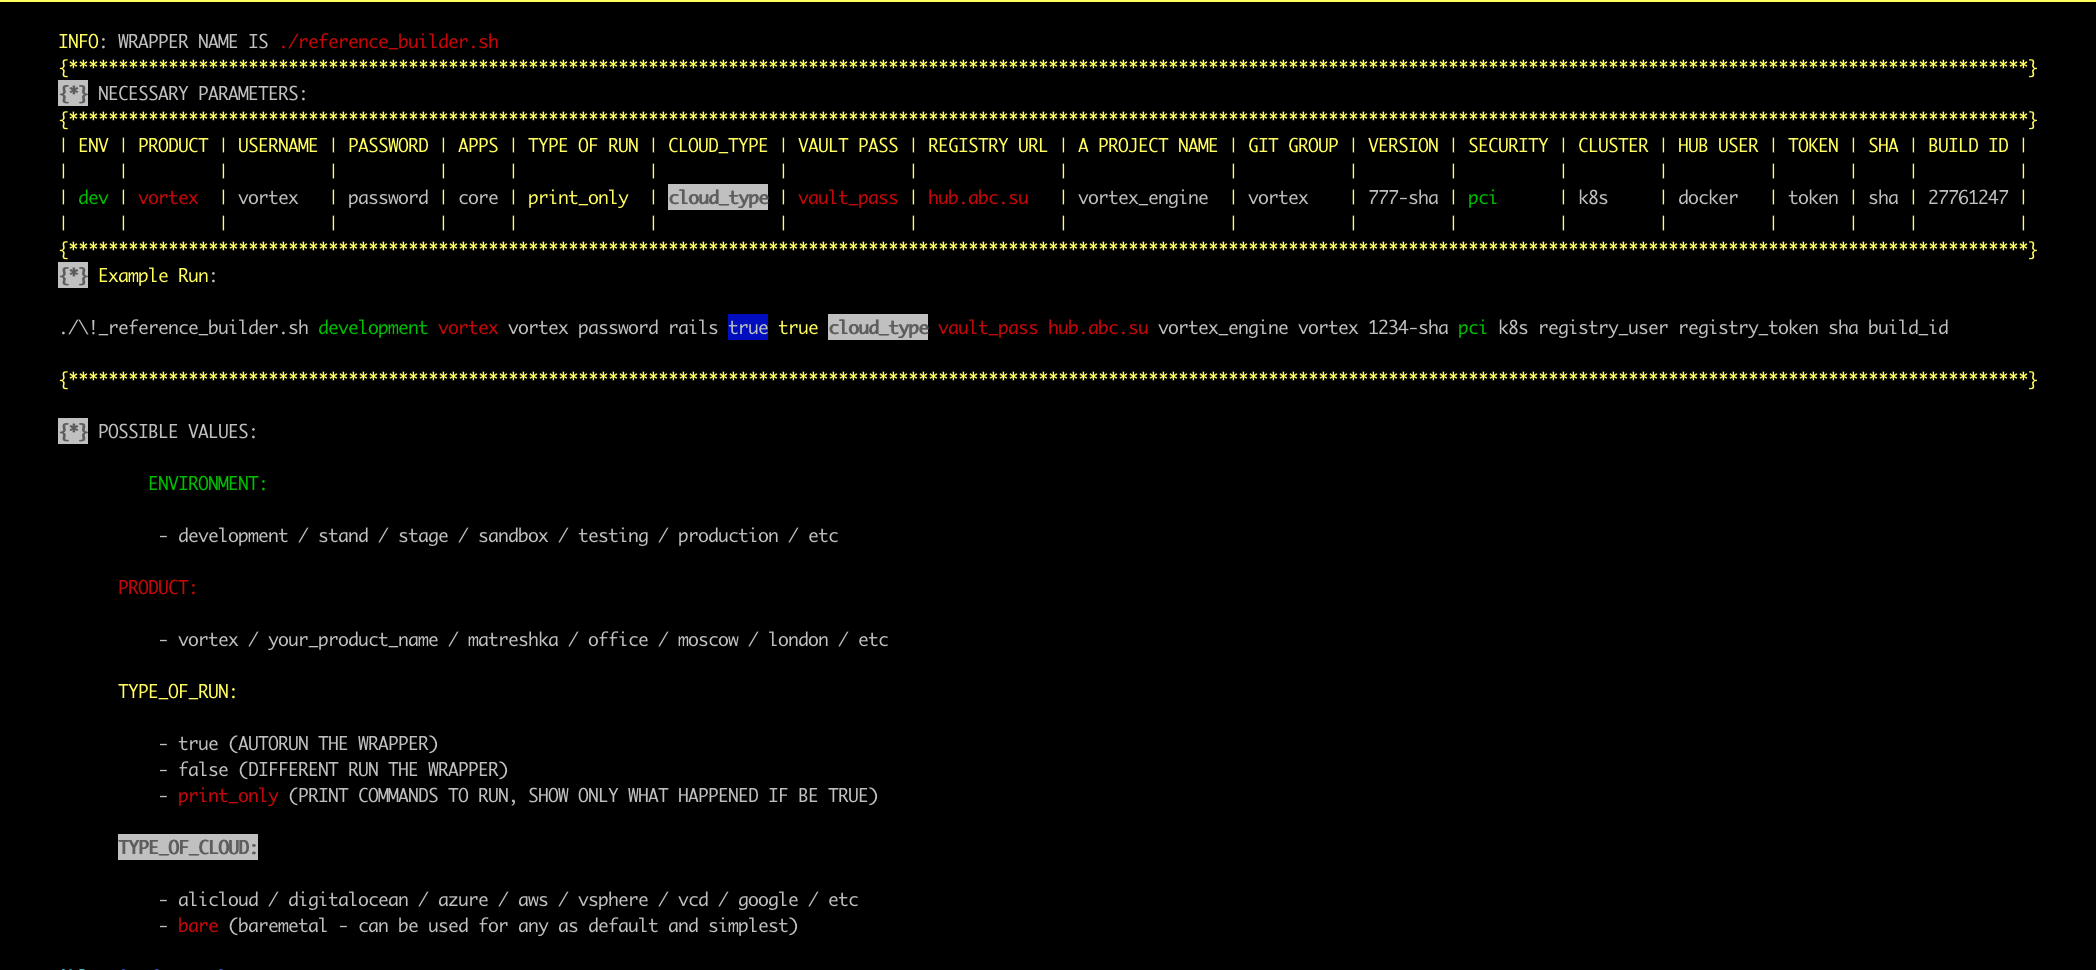 INFO: WRAPPER NAME IS ./reference_builder.sh
{****************************************************************************************************************************************************************************************************}
{*} NECESSARY PARAMETERS:
{****************************************************************************************************************************************************************************************************}
| ENV | PRODUCT | USERNAME | PASSWORD | APPS | TYPE OF RUN | CLOUD_TYPE | VAULT PASS | REGISTRY URL | A PROJECT NAME | GIT GROUP | VERSION | SECURITY | CLUSTER | HUB USER | TOKEN | SHA | BUILD ID |
| | | | | | | | | | | | | | | | | | |
| dev | vortex | vortex | password | core | print_only | cloud_type | vault_pass | hub.abc.su | vortex_engine | vortex | 777-sha | pci | k8s | docker | token | sha | 27761247 |
| | | | | | | | | | | | | | | | | | |
{****************************************************************************************************************************************************************************************************}
{*} Example Run:
./\!_reference_builder.sh development vortex vortex password rails true true cloud_type vault_pass hub.abc.su vortex_engine vortex 1234-sha pci k8s registry_user registry_token sha build_id
{****************************************************************************************************************************************************************************************************}
{*} POSSIBLE VALUES:
ENVIRONMENT:
- development / stand / stage / sandbox / testing / production / etc
PRODUCT:
- vortex / your_product_name / matreshka / office / moscow / london / etc
TYPE_OF_RUN:
- true (AUTORUN THE WRAPPER)
- false (DIFFERENT RUN THE WRAPPER)
- print_only (PRINT COMMANDS TO RUN, SHOW ONLY WHAT HAPPENED IF BE TRUE)
TYPE_OF_CLOUD:
- alicloud / digitalocean / azure / aws / vsphere / vcd / google / etc
- bare (baremetal - can be used for any as default and simplest)